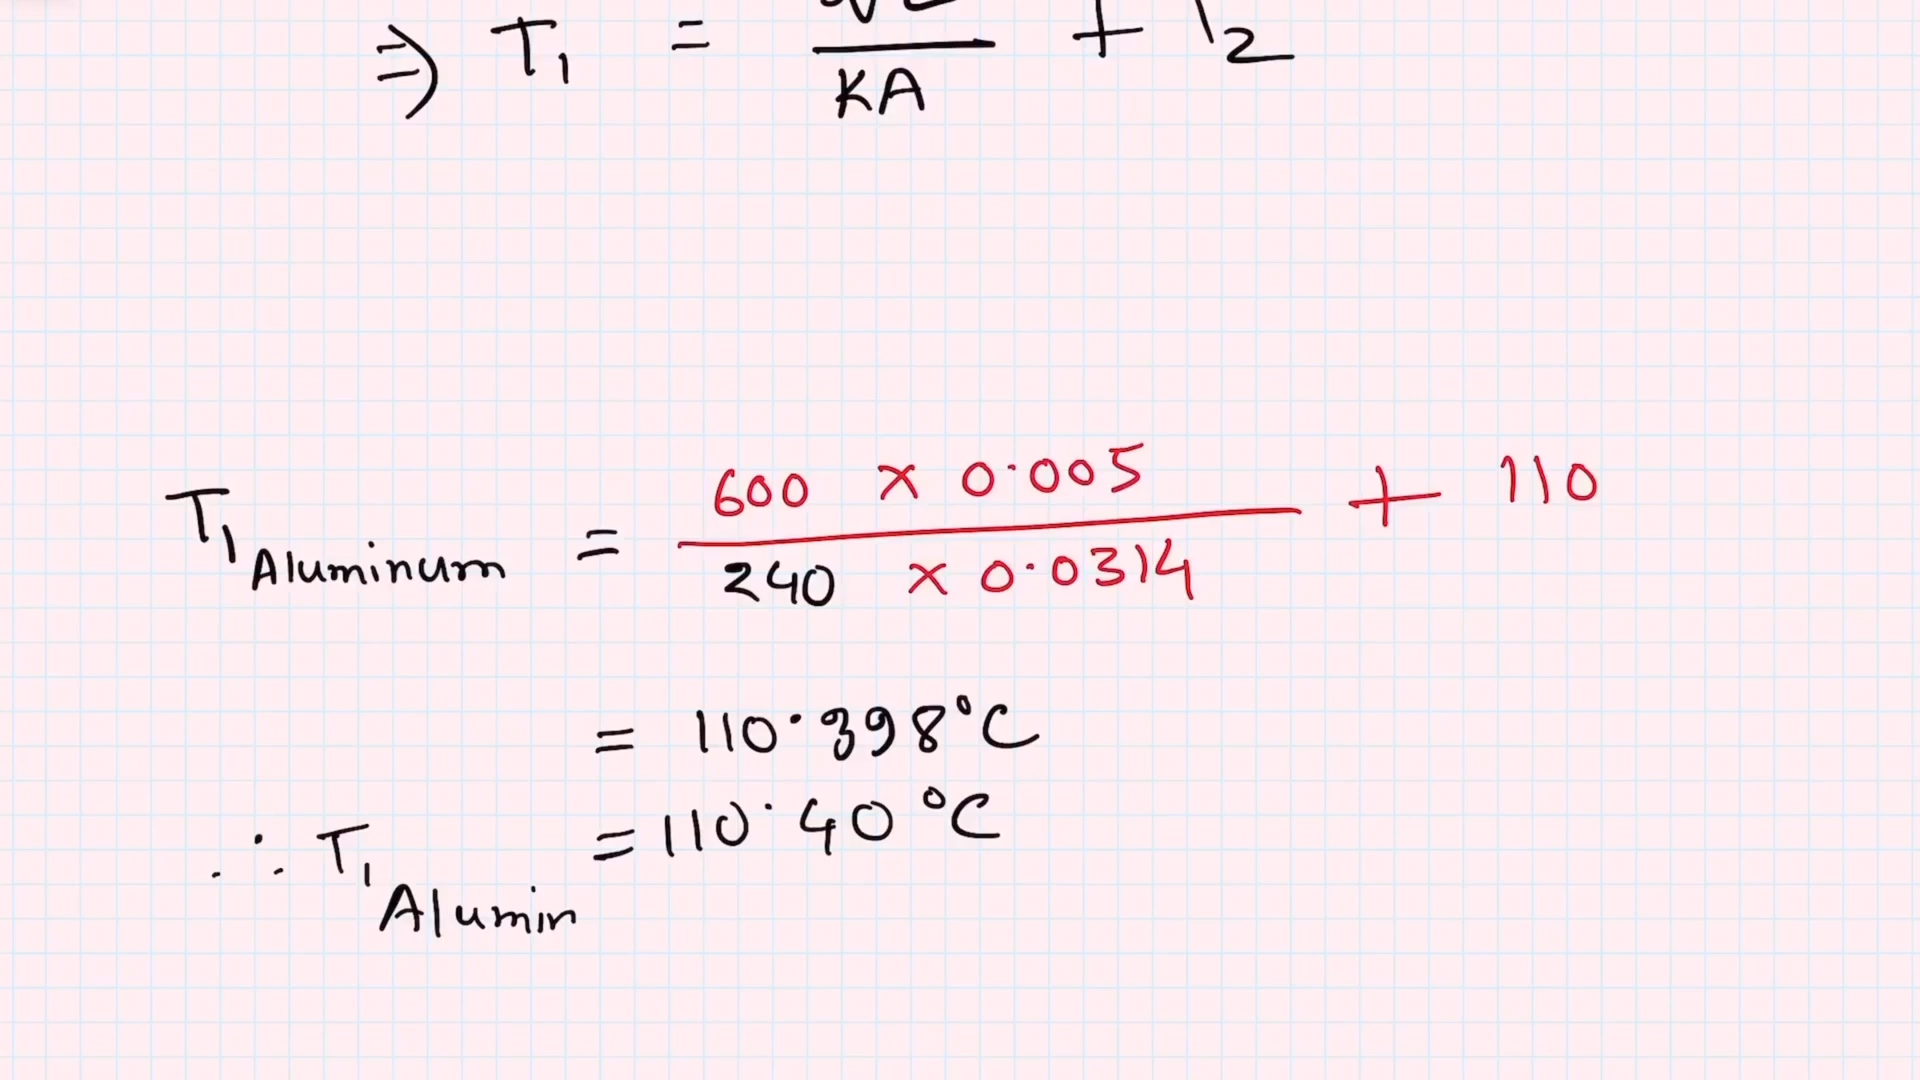 ⇒ T₁ = / KA + T₂
T₁ Aluminum = 600 × 0.005 / 240 × 0.0314 + 110
= 110.398°C
∴ T₁ Alumin = 110.40 °C